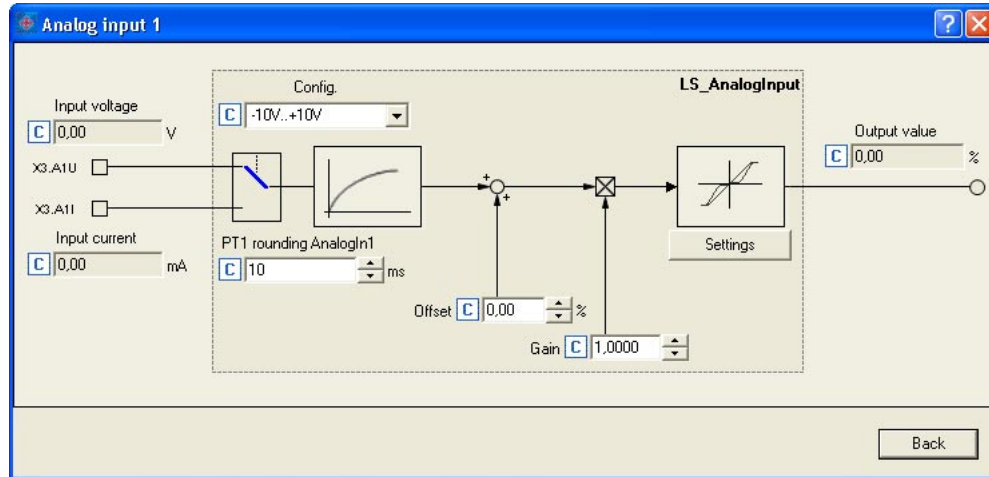 Analog input 1
LS_AnalogInput
Config.
C -10V..+10V
Input voltage
C 0,00 V
Output value
C 0,00 %
X3.A1U
X3.A1I
Input current
C 0,00 mA
PT1 rounding AnalogIn1
C 10 ms
+
+
Settings
Offset C 0,00 %
Gain C 1,0000
Back